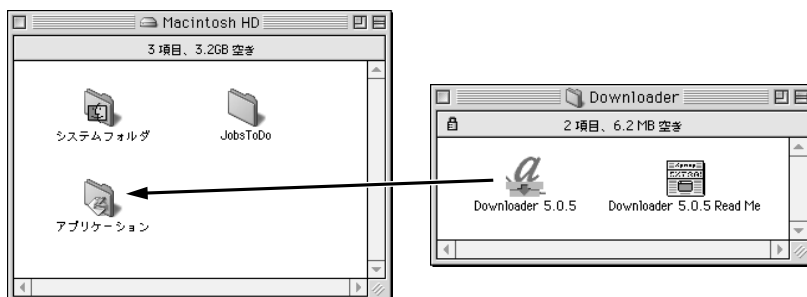 Macintosh HD
3 項目、3.2GB 空き
システムフォルダ
JobsToDo
アプリケーション
Downloader
2 項目、6.2 MB 空き
Downloader 5.0.5
Downloader 5.0.5 Read Me